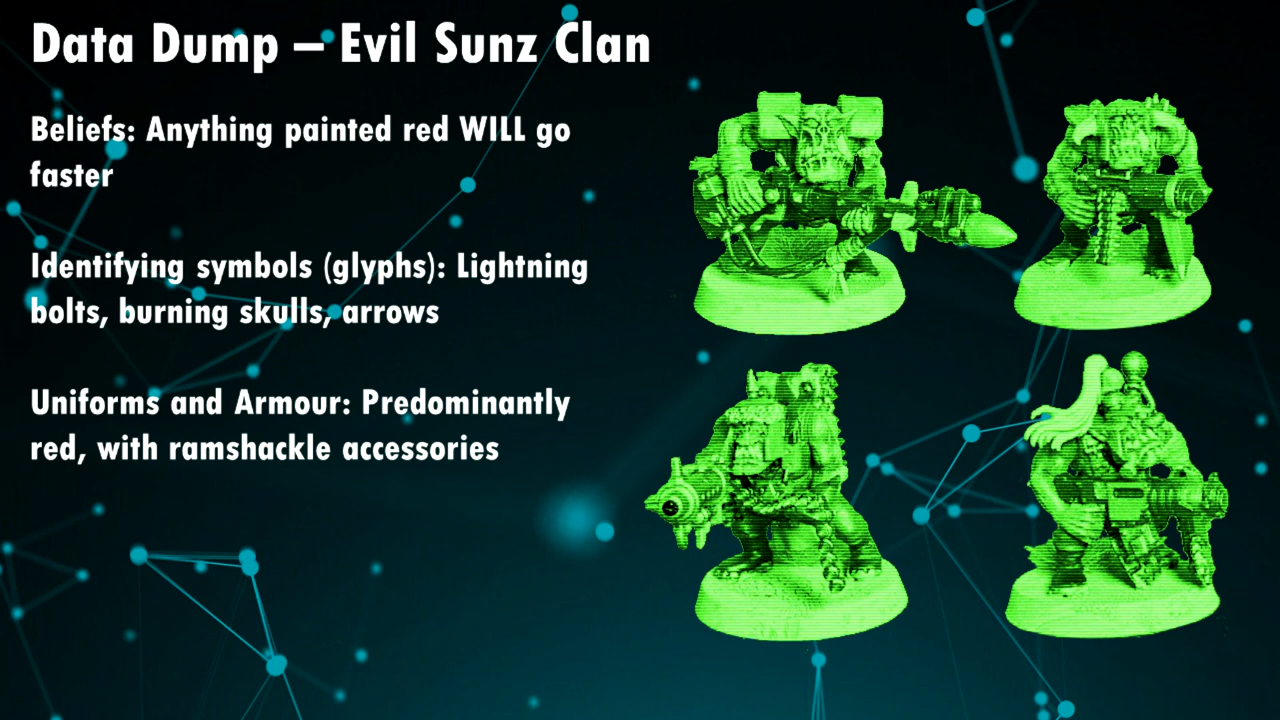 Data Dump – Evil Sunz Clan
Beliefs: Anything painted red WILL go
faster
Identifying symbols (glyphs): Lightning
bolts, burning skulls, arrows
Uniforms and Armour: Predominantly
red, with ramshackle accessories